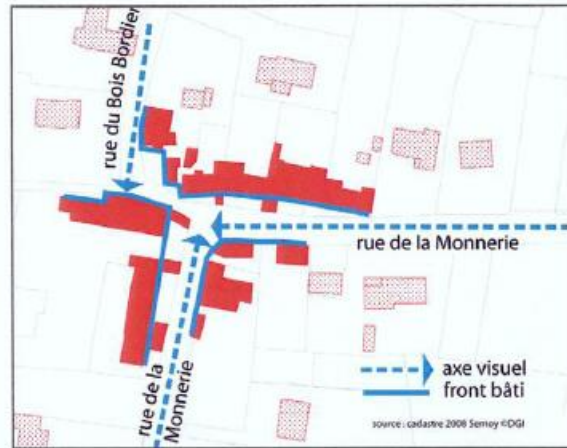 rue du Bois Bordier
rue de la Monnerie
rue de la
Monnerie
axe visuel
front bâti
source : cadastre 2008 Semoy ©DGI